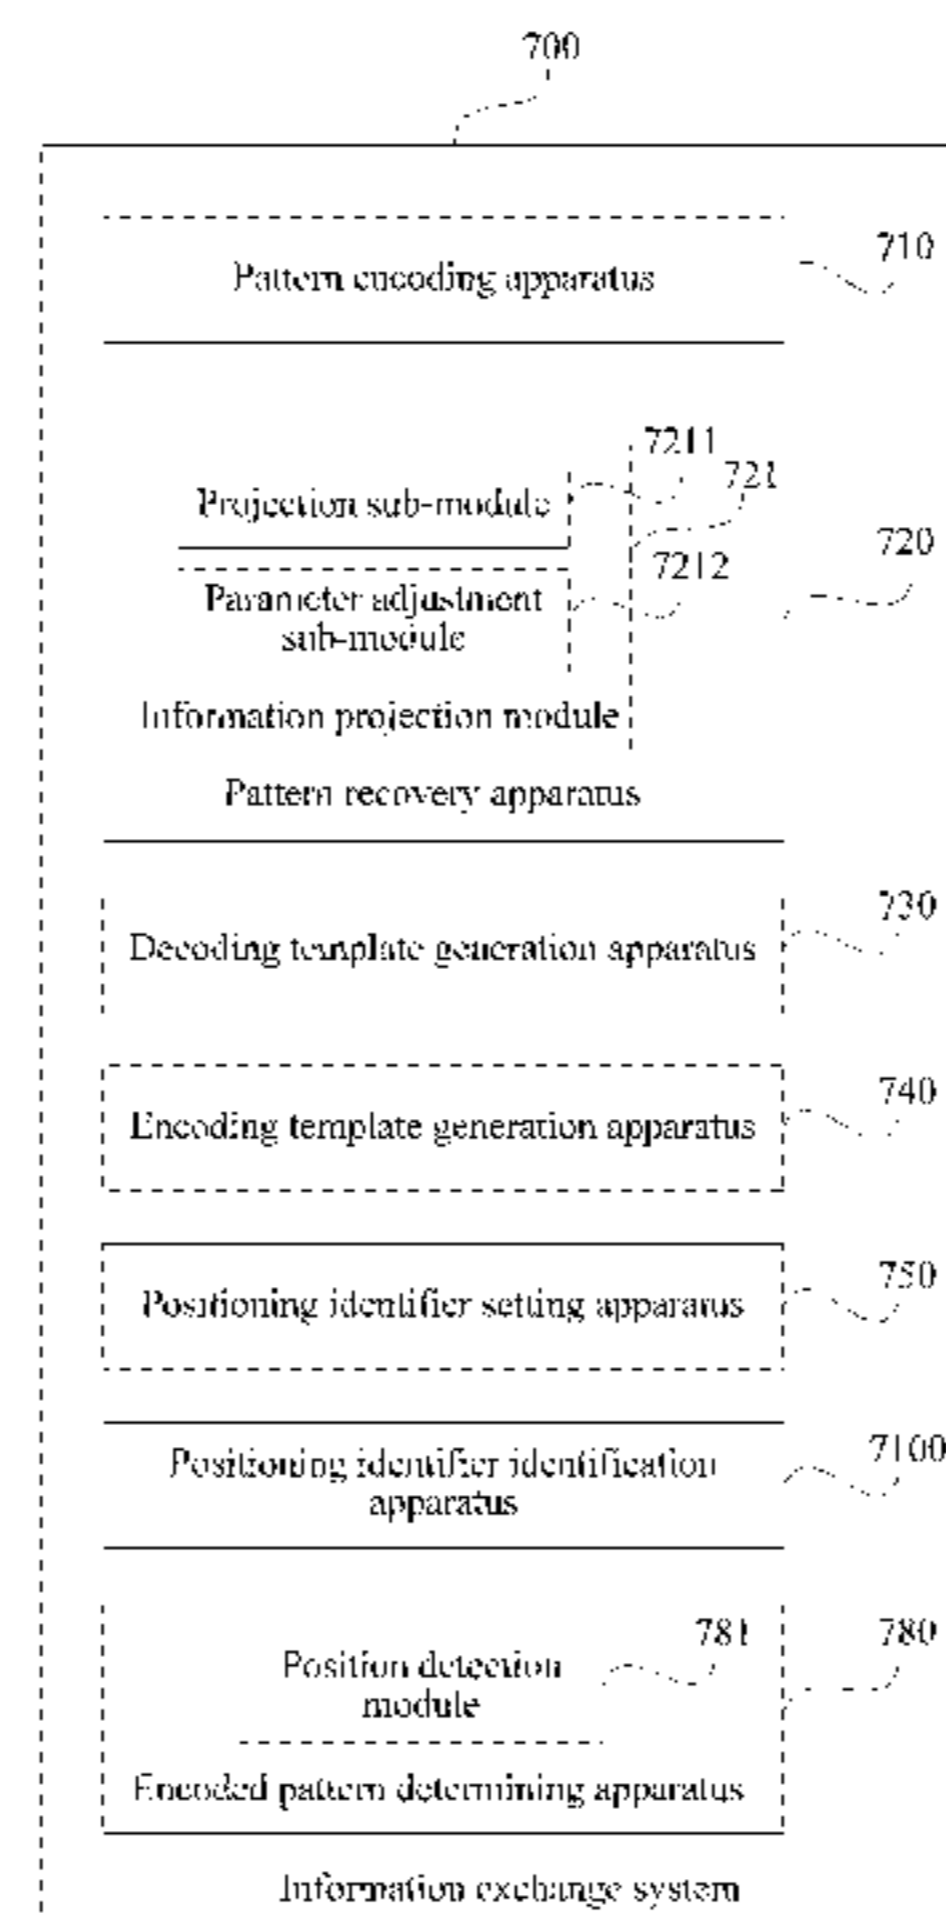 700
710
Pattern encoding apparatus
7211
721
Projection sub-module
720
7212
Parameter adjustment
sub-module
Information projection module
Pattern recovery apparatus
730
Decoding template generation apparatus
740
Encoding template generation apparatus
750
Positioning identifier setting apparatus
7100
Positioning identifier identification
apparatus
781
780
Position detection
module
Encoded pattern determining apparatus
Information exchange system